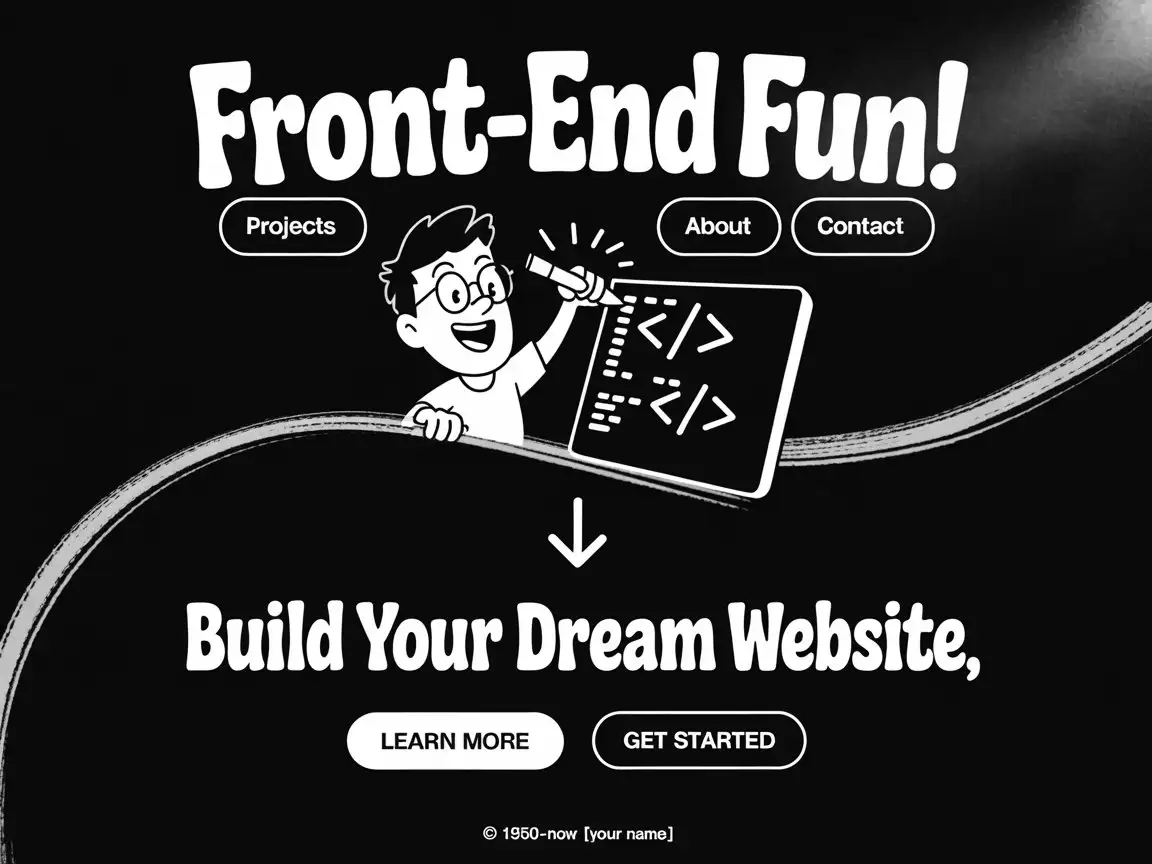 Front-End Fun!
Projects About Contact
</>
</>
Build Your Dream Website,
LEARN MORE GET STARTED
© 1950-now [your name]